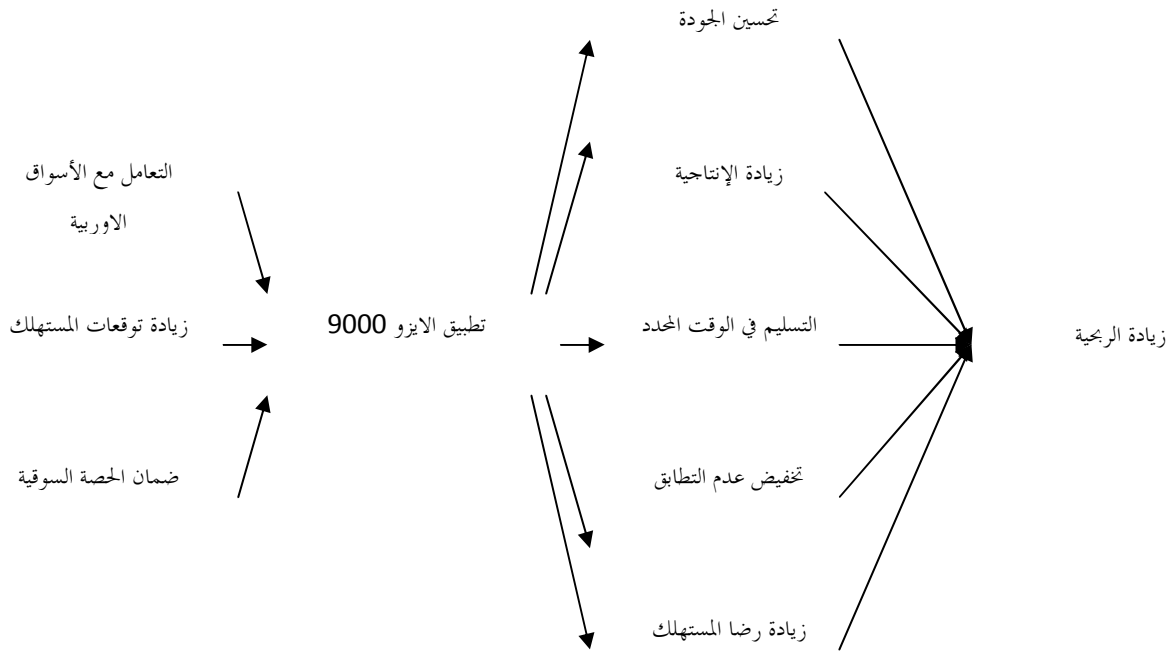 تحسين الجودة
التعامل مع الأسواق
الاوربية
زيادة الإنتاجية
زيادة توقعات المستهلك
تطبيق الايزو 9000
التسليم في الوقت المحدد
زيادة الربحية
ضمان الحصة السوقية
تخفيض عدم التطابق
زيادة رضا المستهلك